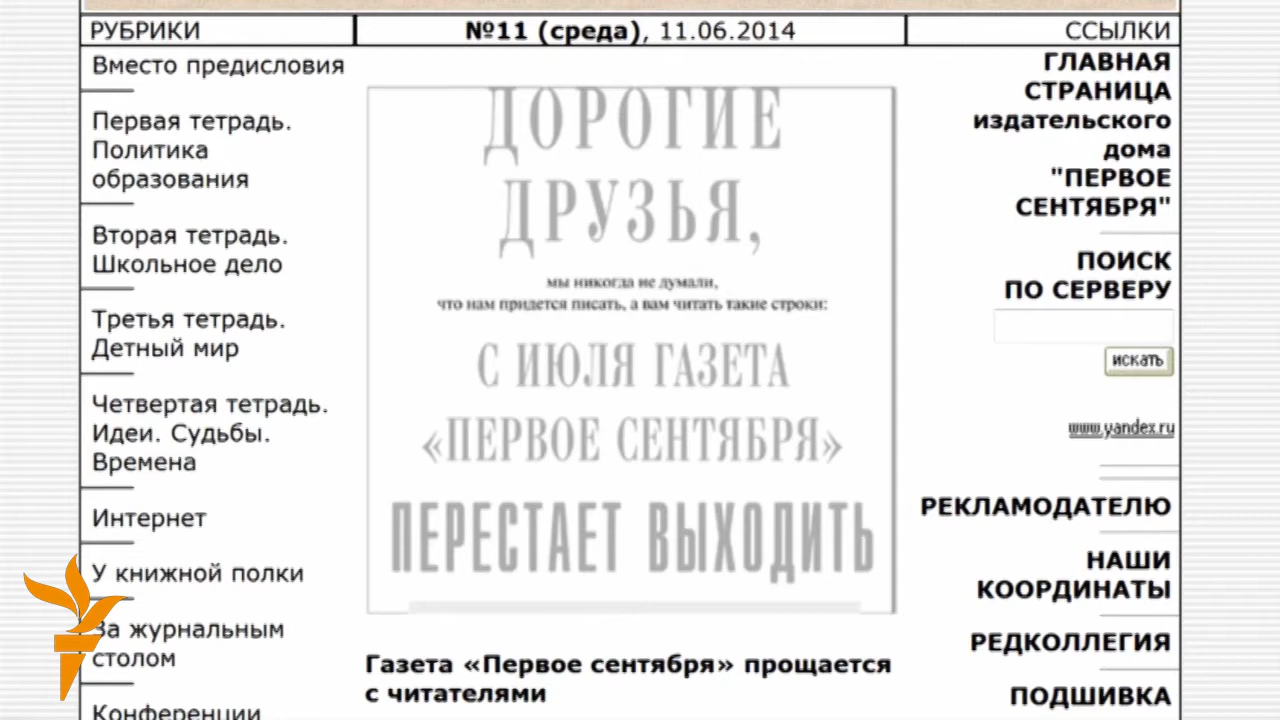 РУБРИКИ
№11 (среда), 11.06.2014
ССЫЛКИ
Вместо предисловия
Первая тетрадь.
Политика
образования
Вторая тетрадь.
Школьное дело
Третья тетрадь.
Детный мир
Четвертая тетрадь.
Идеи. Судьбы.
Времена
Интернет
У книжной полки
За журнальным
столом
Конференции
ДОРОГИЕ
ДРУЗЬЯ,
мы никогда не думали,
что нам придется писать, а вам читать такие строки:
С ИЮЛЯ ГАЗЕТА
«ПЕРВОЕ СЕНТЯБРЯ»
ПЕРЕСТАЕТ ВЫХОДИТЬ
Газета «Первое сентября» прощается
с читателями
ГЛАВНАЯ
СТРАНИЦА
издательского
дома
"ПЕРВОЕ
СЕНТЯБРЯ"
ПОИСК
ПО СЕРВЕРУ
искать
www.yandex.ru
РЕКЛАМОДАТЕЛЮ
НАШИ
КООРДИНАТЫ
РЕДКОЛЛЕГИЯ
ПОДШИВКА